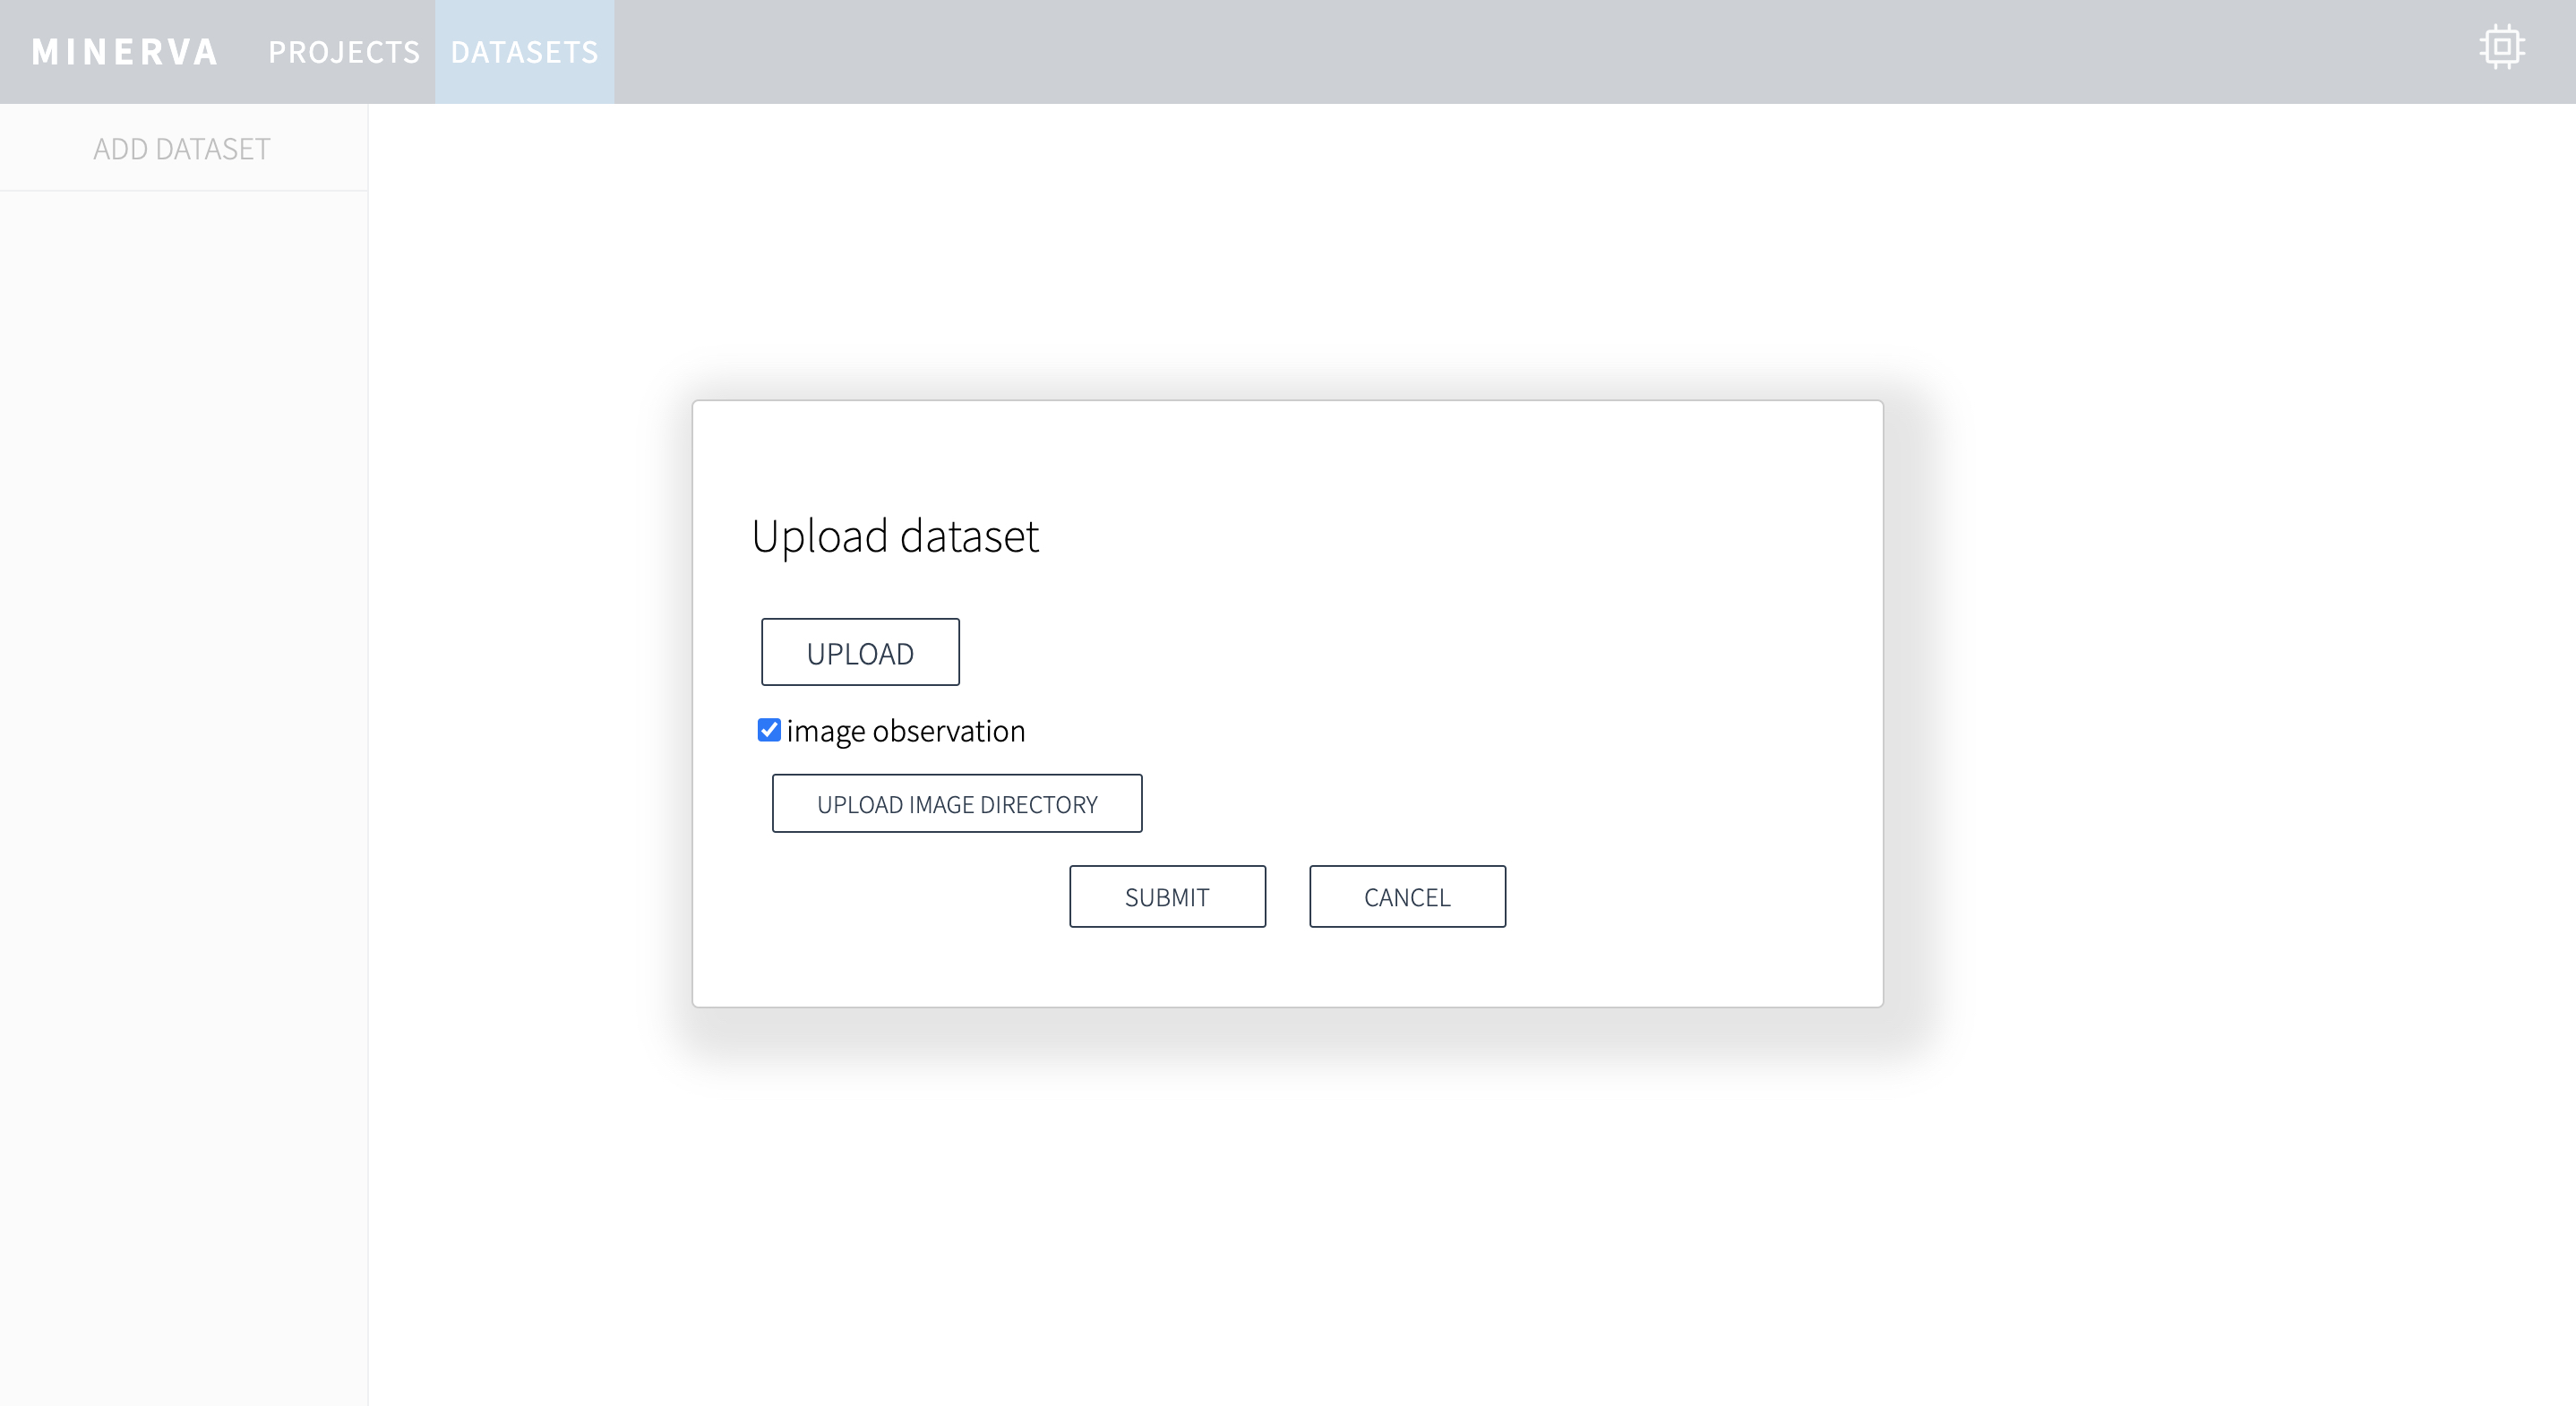 MINERVA PROJECTS DATASETS
ADD DATASET
Upload dataset
UPLOAD
image observation
UPLOAD IMAGE DIRECTORY
SUBMIT CANCEL